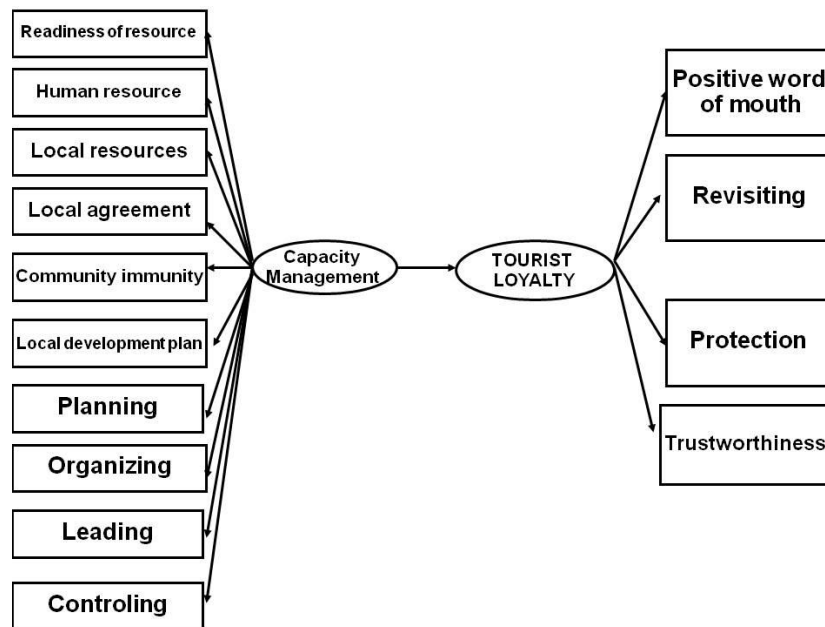 Readiness of resource
Human resource
Local resources
Local agreement
Community immunity
Local development plan
Planning
Organizing
Leading
Controling
Capacity
Management
TOURIST
LOYALTY
Positive word
of mouth
Revisiting
Protection
Trustworthiness